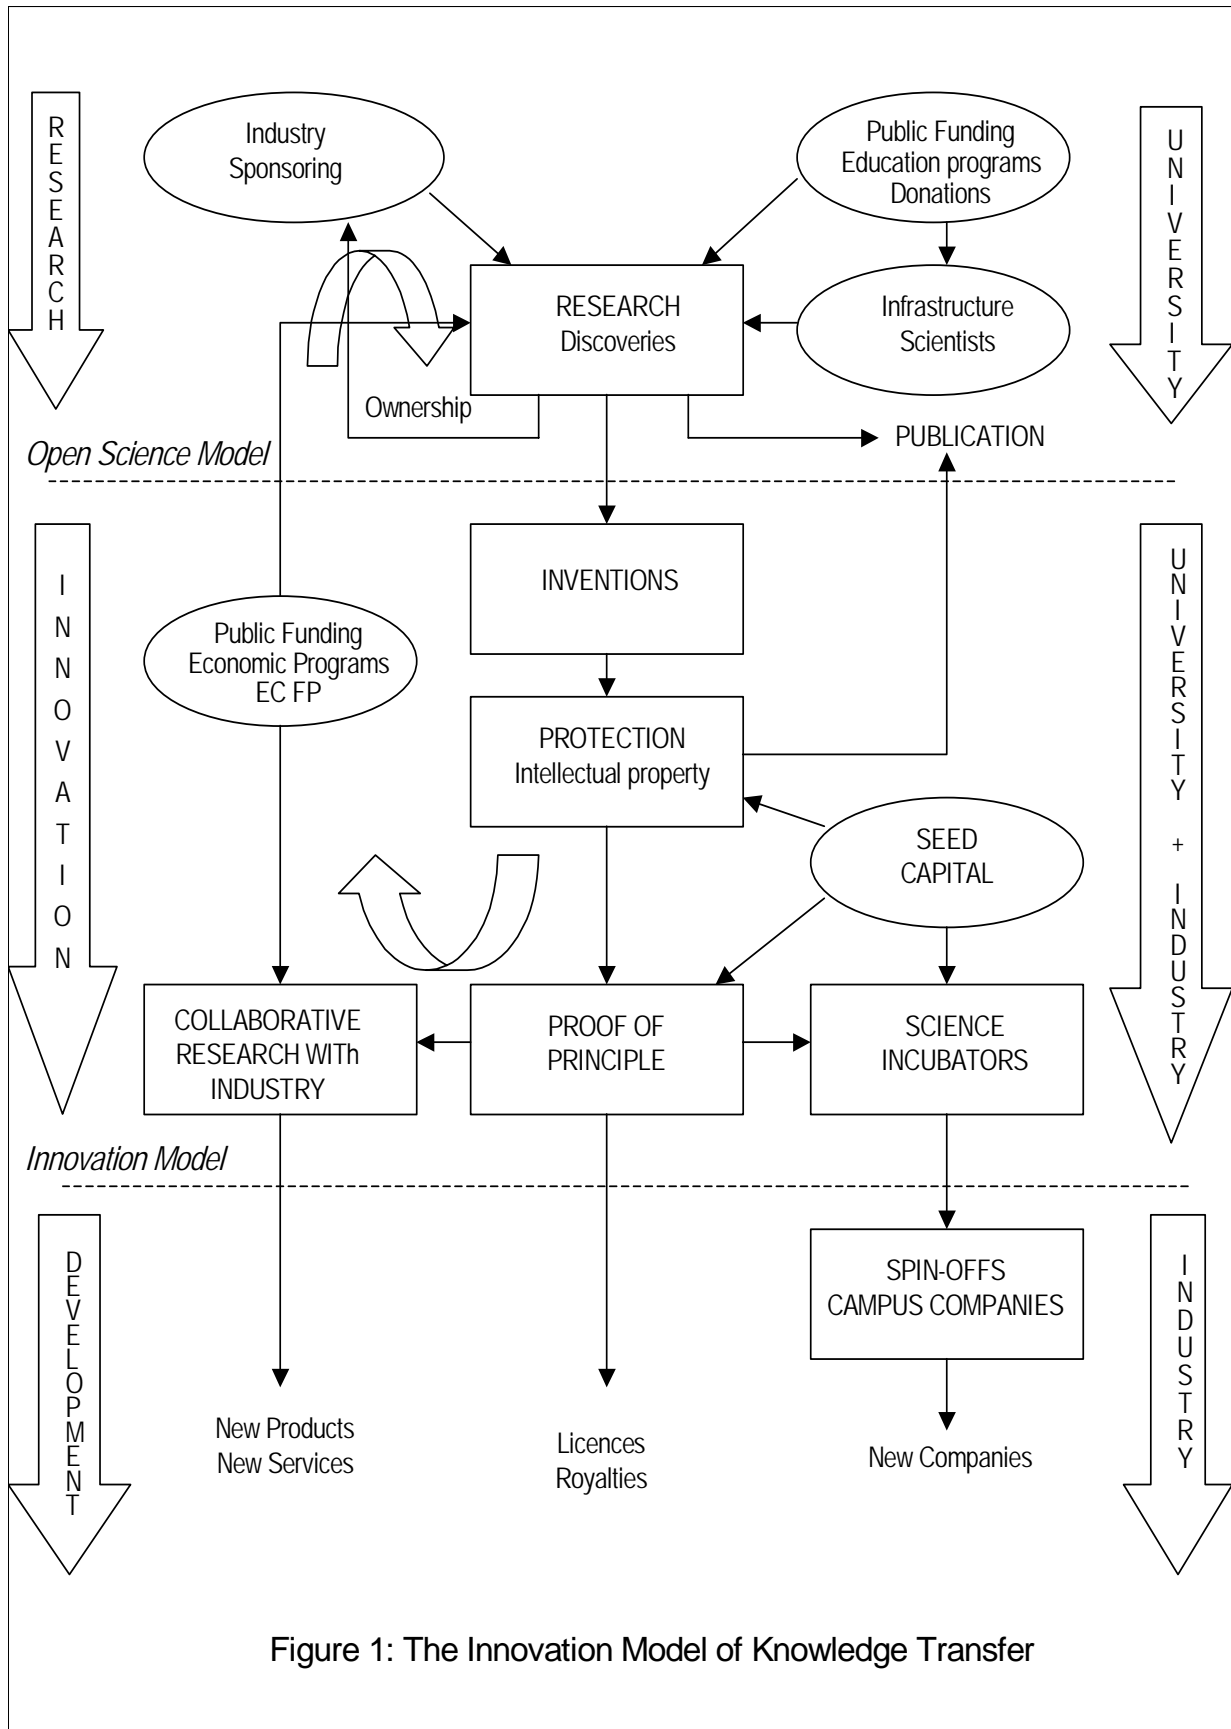 RESEARCH
Industry
Sponsoring
Public Funding
Education programs
Donations
UNIVERSITY
RESEARCH
Discoveries
Infrastructure
Scientists
Ownership
PUBLICATION
Open Science Model
INNOVATION
INVENTIONS
UNIVERSITY + INDUSTRY
Public Funding
Economic Programs
EC FP
PROTECTION
Intellectual property
SEED
CAPITAL
COLLABORATIVE
RESEARCH WITh
INDUSTRY
PROOF OF
PRINCIPLE
SCIENCE
INCUBATORS
Innovation Model
DEVELOPMENT
SPIN-OFFS
CAMPUS COMPANIES
INDUSTRY
New Products
New Services
Licences
Royalties
New Companies
Figure 1: The Innovation Model of Knowledge Transfer